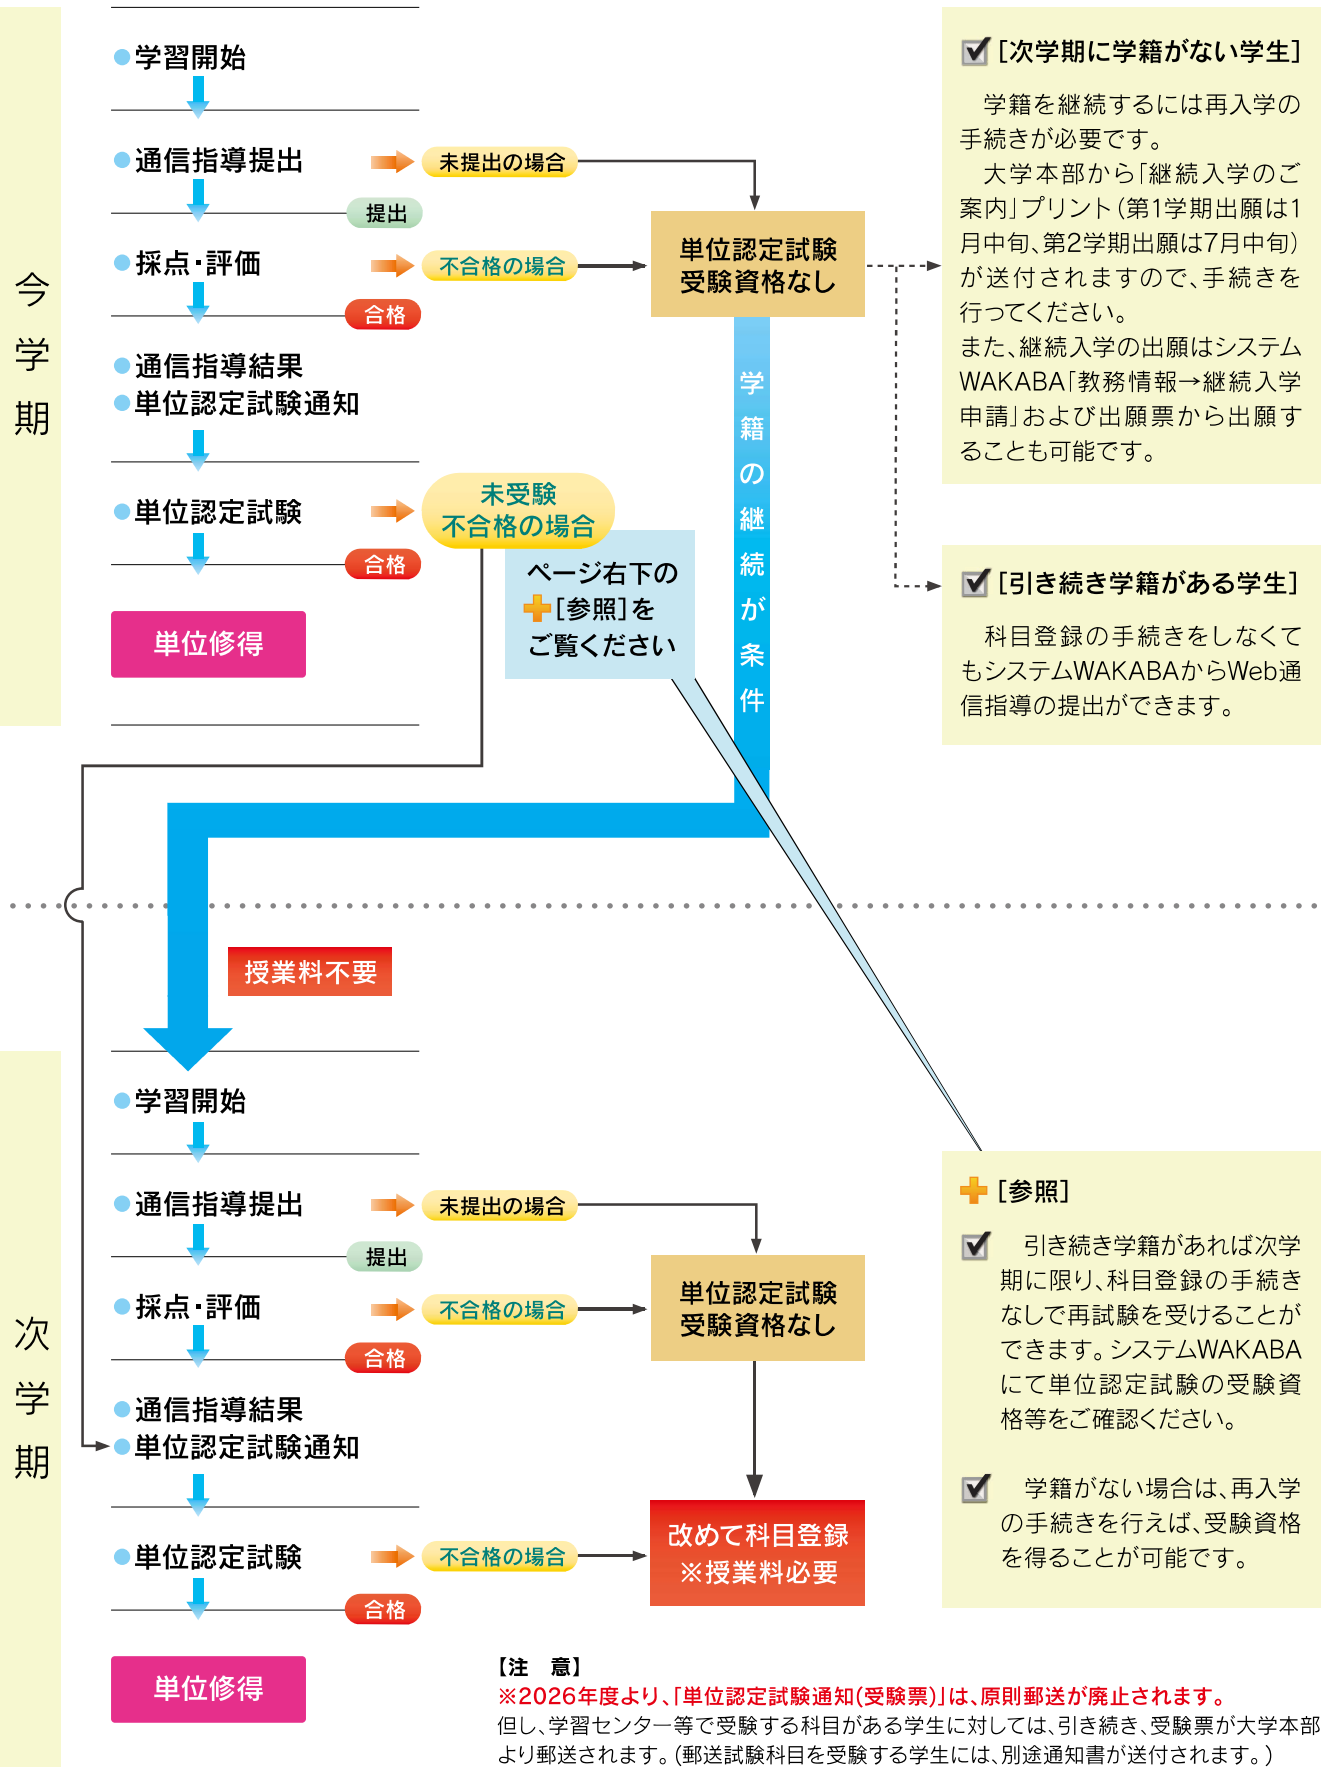 今学期
学習開始
通信指導提出
未提出の場合
提出
採点・評価
不合格の場合
合格
通信指導結果
単位認定試験通知
単位認定試験
未受験
不合格の場合
合格
単位修得
単位認定試験
受験資格なし
学籍の継続が条件
ページ右下の
[参照]を
ご覧ください
[次学期に学籍がない学生]
学籍を継続するには再入学の
手続きが必要です。
大学本部から「継続入学のご
案内」プリント(第1学期出願は1
月中旬、第2学期出願は7月中旬)
が送付されますので、手続きを
行ってください。
また、継続入学の出願はシステム
WAKABA「教務情報→継続入学
申請」および出願票から出願す
ることも可能です。
[引き続き学籍がある学生]
科目登録の手続きをしなくて
もシステムWAKABAからWeb通
信指導の提出ができます。
授業料不要
次学期
学習開始
通信指導提出
未提出の場合
提出
採点・評価
不合格の場合
合格
通信指導結果
単位認定試験通知
単位認定試験
不合格の場合
合格
単位修得
単位認定試験
受験資格なし
改めて科目登録
※授業料必要
[参照]
引き続き学籍があれば次学
期に限り、科目登録の手続き
なしで再試験を受けることが
できます。システムWAKABA
にて単位認定試験の受験資
格等をご確認ください。
学籍がない場合は、再入学
の手続きを行えば、受験資格
を得ることが可能です。
【注　意】
※2026年度より、「単位認定試験通知(受験票)」は、原則郵送が廃止されます。
但し、学習センター等で受験する科目がある学生に対しては、引き続き、受験票が大学本部
より郵送されます。(郵送試験科目を受験する学生には、別途通知書が送付されます。)